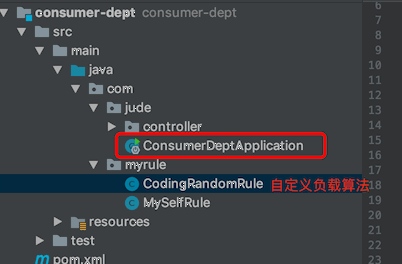 consumer-dept
src
main
java
com
jude
controller
ConsumerDeptApplication
myrule
CodingRandomRule 自定义负载算法
MySelfRule
resources
test
pom.xml
6
7
8
9
10
11
12
13
14
15
16
17
18
19
20
21
22
23